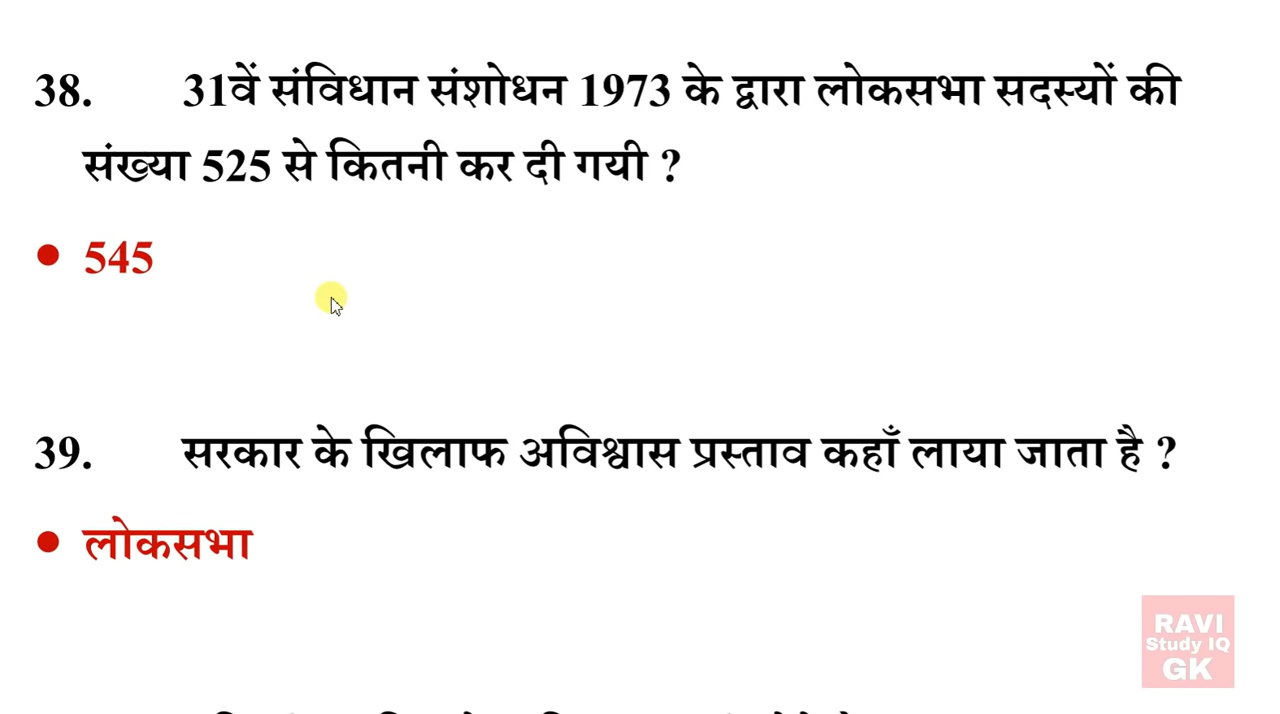 38. 31वें संविधान संशोधन 1973 के द्वारा लोकसभा सदस्यों की
संख्या 525 से कितनी कर दी गयी ?
• 545
39. सरकार के खिलाफ अविश्वास प्रस्ताव कहाँ लाया जाता है ?
• लोकसभा
RAVI
Study IQ
GK